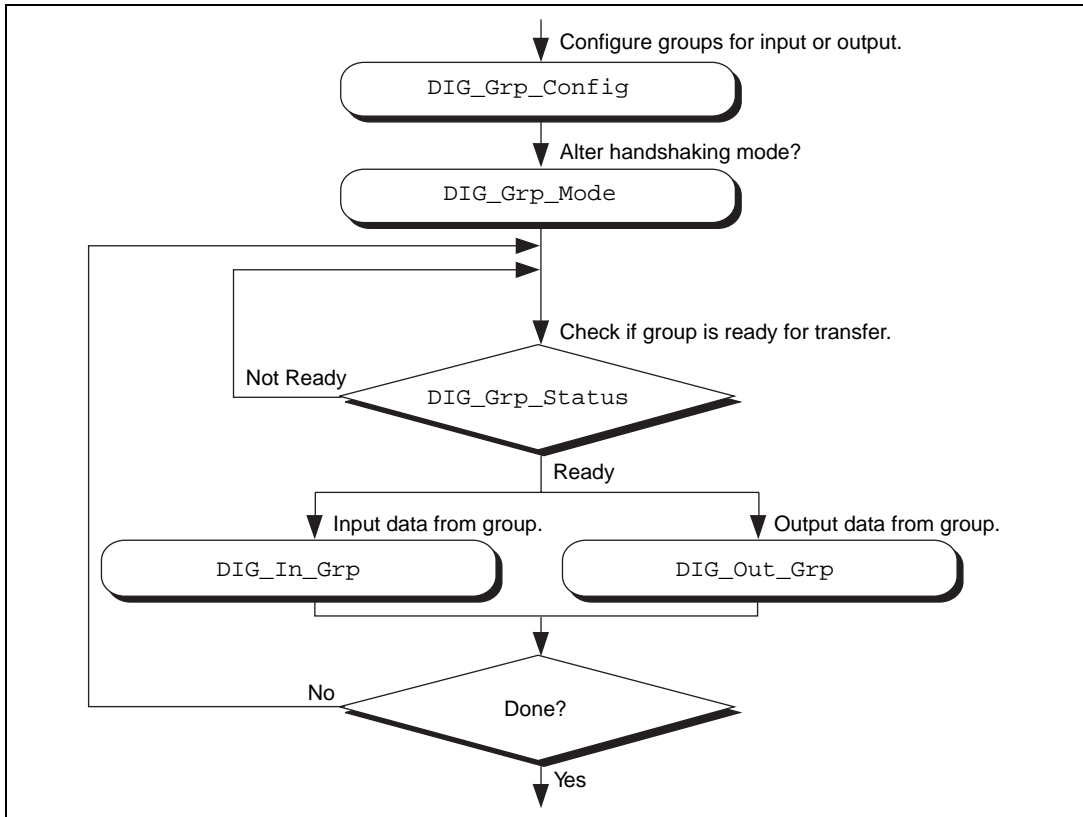 Configure groups for input or output.
DIG_Grp_Config
Alter handshaking mode?
DIG_Grp_Mode
Check if group is ready for transfer.
Not Ready
DIG_Grp_Status
Ready
Input data from group.
Output data from group.
DIG_In_Grp
DIG_Out_Grp
No
Done?
Yes